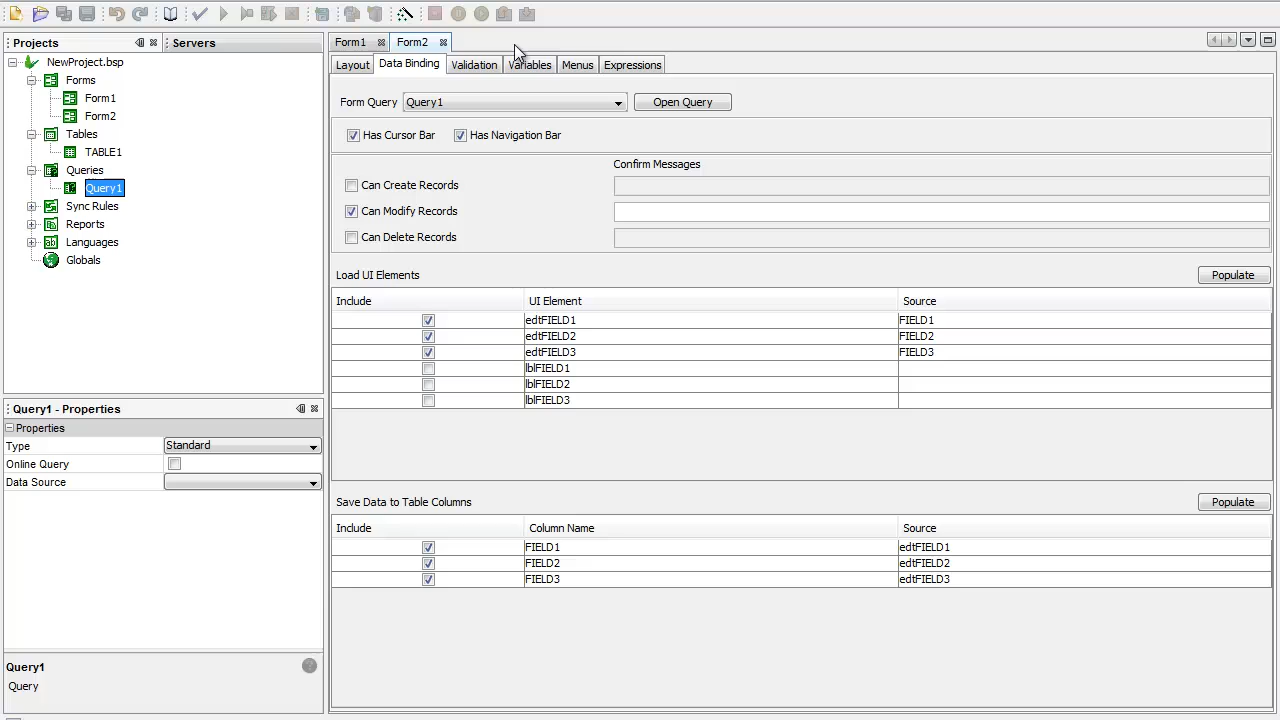 Projects
Servers
NewProject.bsp
Forms
Form1
Form2
Tables
TABLE1
Queries
Query1
Sync Rules
Reports
Languages
Globals
Query1 - Properties
Properties
Type Standard
Online Query
Data Source
Query1
Query
Form1 Form2
Layout Data Binding Validation Variables Menus Expressions
Form Query Query1 Open Query
Has Cursor Bar Has Navigation Bar
Confirm Messages
Can Create Records
Can Modify Records
Can Delete Records
Load UI Elements Populate
Include UI Element Source
edtFIELD1 FIELD1
edtFIELD2 FIELD2
edtFIELD3 FIELD3
lblFIELD1
lblFIELD2
lblFIELD3
Save Data to Table Columns Populate
Include Column Name Source
FIELD1 edtFIELD1
FIELD2 edtFIELD2
FIELD3 edtFIELD3